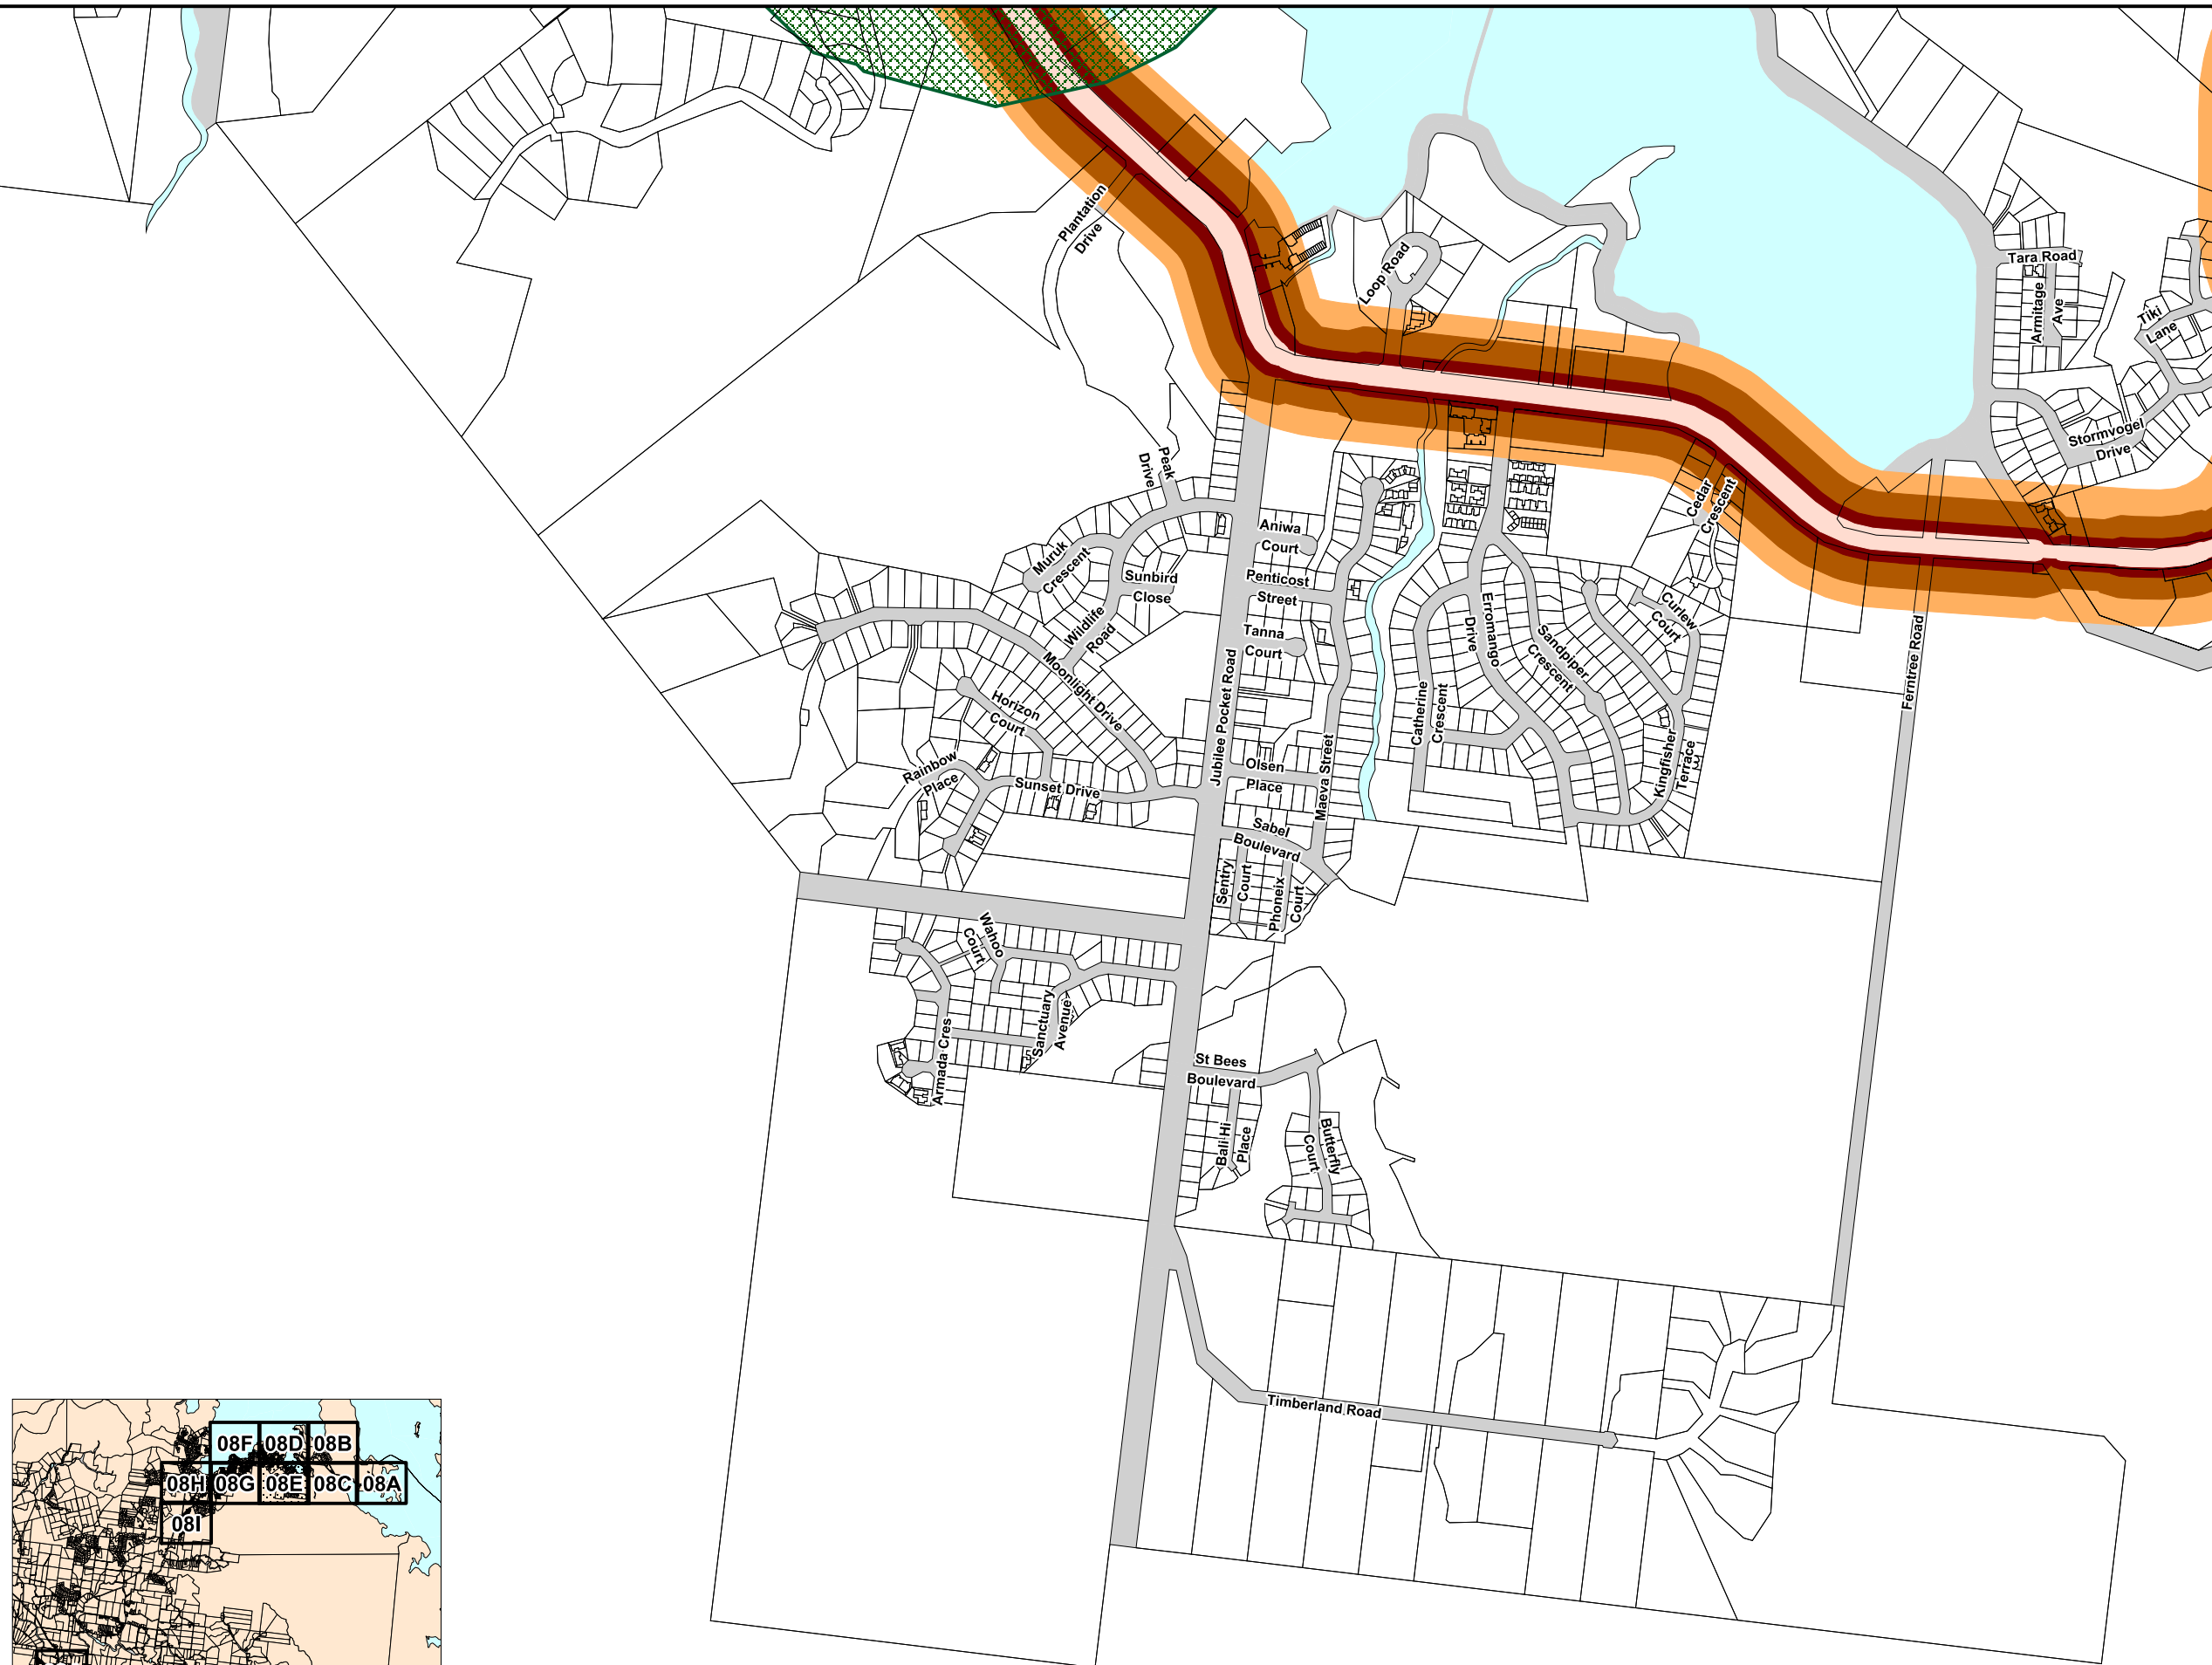 Plantation
Drive
Loop Road
Tara Road
Armitage
Ave
Tiki
Lane
Stormvogel
Drive
Peak
Drive
Cedar
Crescent
Aniwa
Court
Muruk
Crescent
Sunbird
Close
Penticost
Street
Wildlife
Road
Tanna
Court
Erromango
Drive
Sandpiper
Crescent
Curlew
Court
Ferntree Road
Moonlight Drive
Jubilee Pocket Road
Horizon
Court
Catherine
Crescent
Rainbow
Place
Sunset Drive
Olsen
Place
Maeva Street
Kingfisher
Terrace
Sabel
Boulevard
Sentry
Court
Phoneix
Court
Wahoo
Court
Sanctuary
Avenue
Armada Cres
St Bees
Boulevard
Bali Hi
Place
Butterfly
Court
Timberland Road
08F 08D 08B
08H 08G 08E 08C 08A
08I